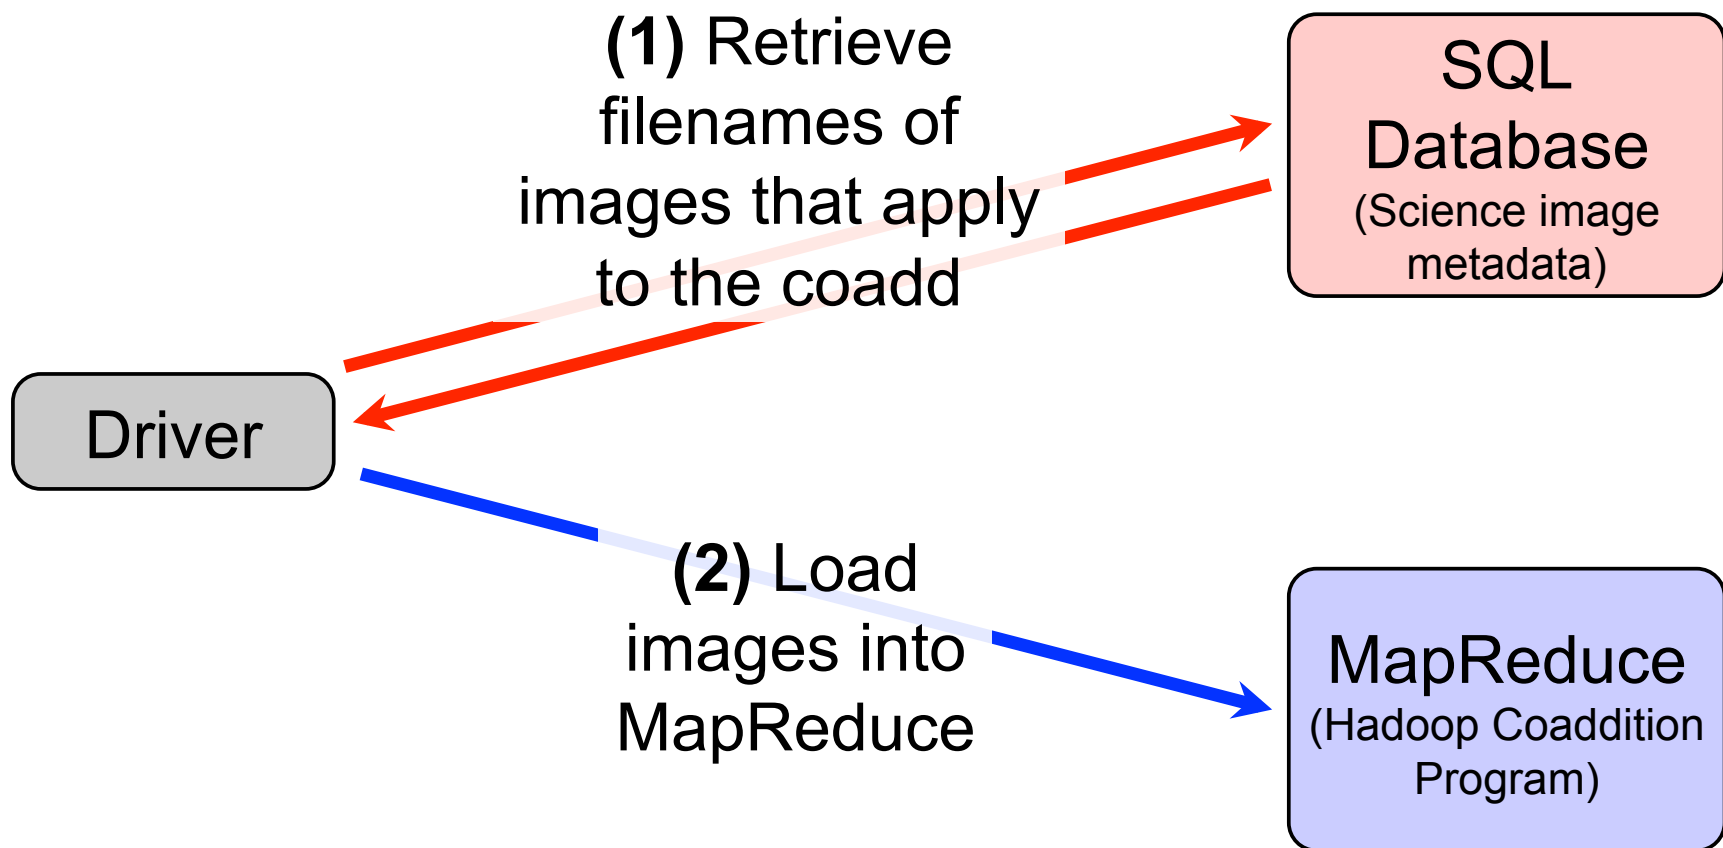 (1) Retrieve
filenames of
images that apply
to the coadd
SQL
Database
(Science image
metadata)
Driver
(2) Load
images into
MapReduce
MapReduce
(Hadoop Coaddition
Program)